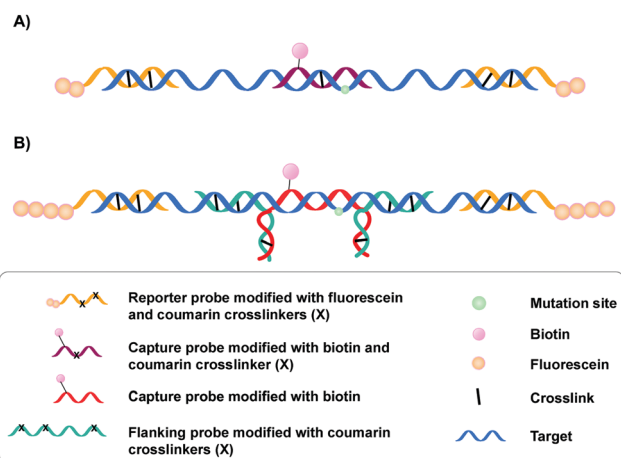 A)
B)
Reporter probe modified with fluorescein
and coumarin crosslinkers (X)
Capture probe modified with biotin and
coumarin crosslinker (X)
Capture probe modified with biotin
Flanking probe modified with coumarin
crosslinkers (X)
X X
X
X X X
Mutation site
Biotin
Fluorescein
Crosslink
Target